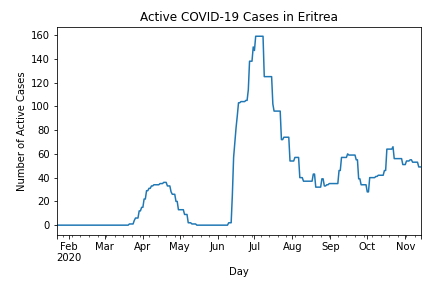 Active COVID-19 Cases in Eritrea
160
140
120
100
80
60
40
20
0
Number of Active Cases
Feb Mar Apr May Jun Jul Aug Sep Oct Nov
2020
Day